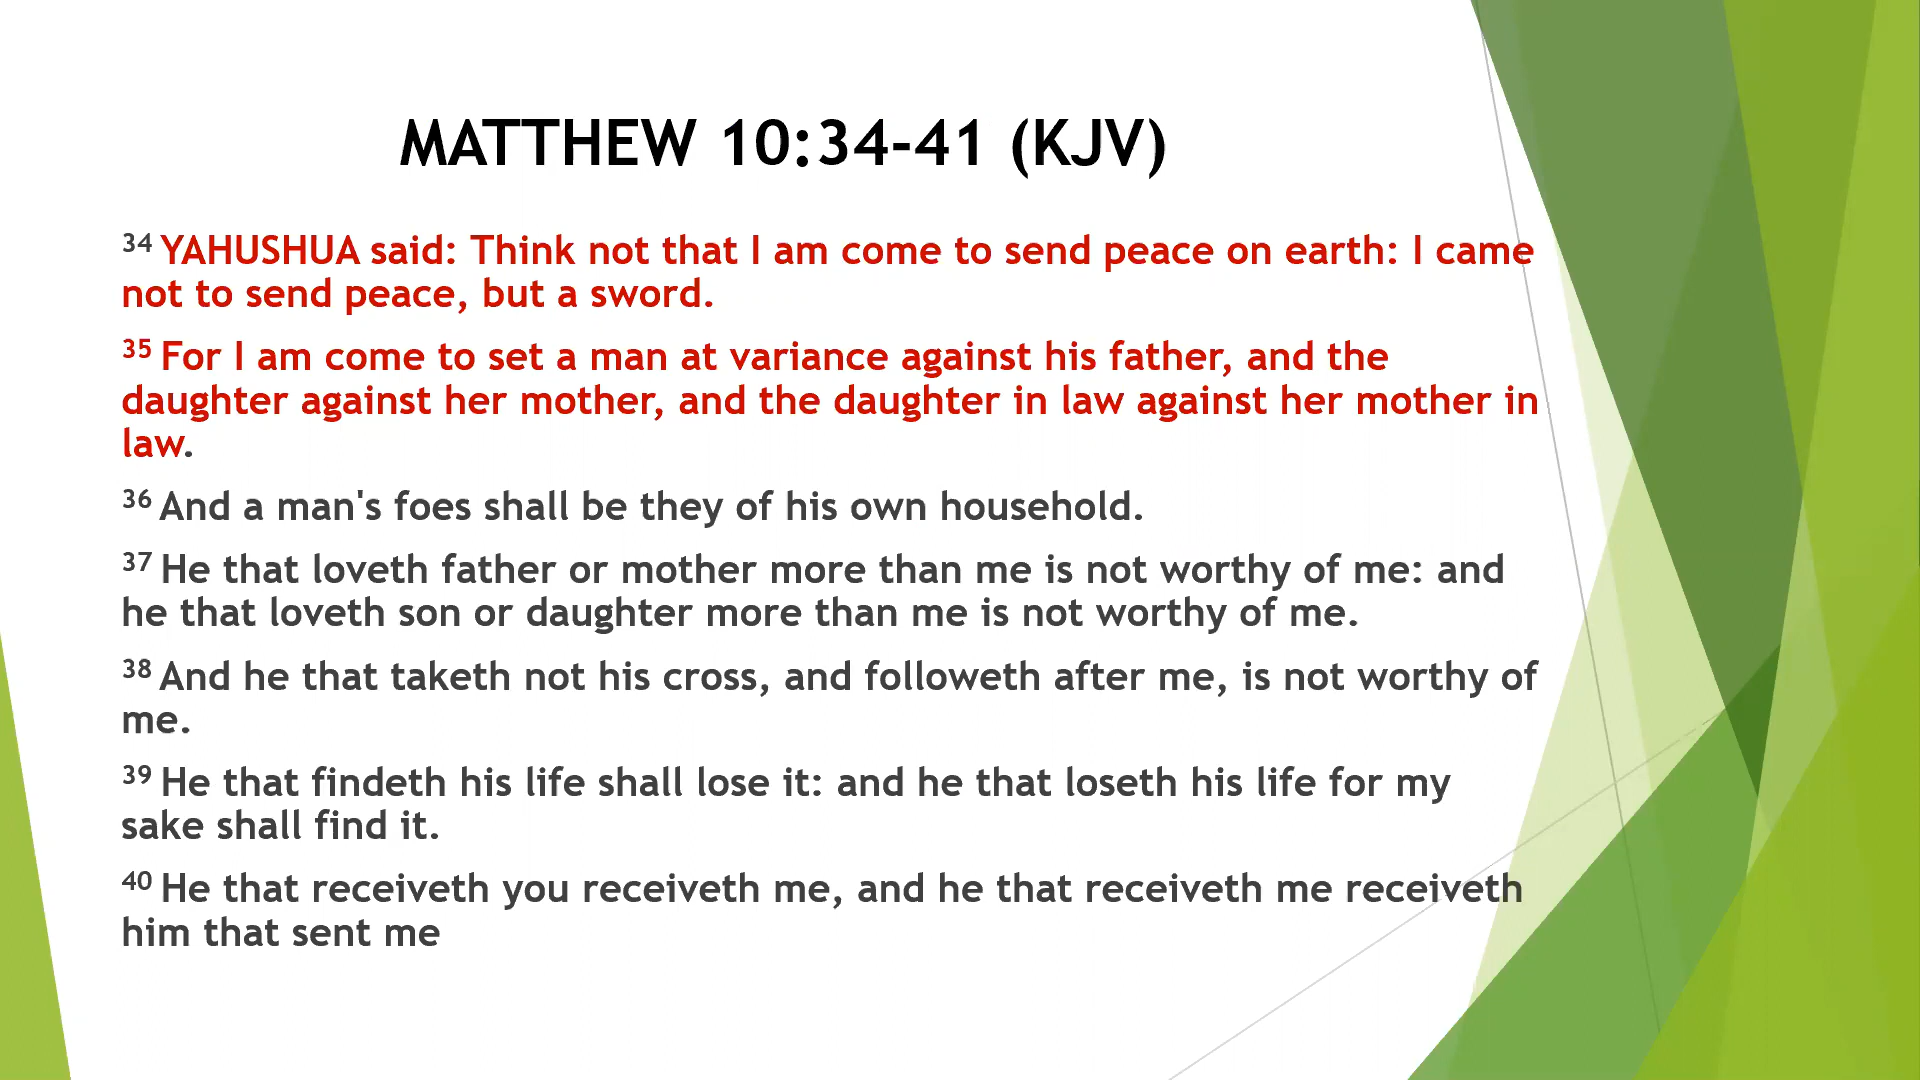 MATTHEW 10:34-41 (KJV)
34 YAHUSHUA said: Think not that I am come to send peace on earth: I came
not to send peace, but a sword.
35 For I am come to set a man at variance against his father, and the
daughter against her mother, and the daughter in law against her mother in
law.
36 And a man's foes shall be they of his own household.
37 He that loveth father or mother more than me is not worthy of me: and
he that loveth son or daughter more than me is not worthy of me.
38 And he that taketh not his cross, and followeth after me, is not worthy of
me.
39 He that findeth his life shall lose it: and he that loseth his life for my
sake shall find it.
40 He that receiveth you receiveth me, and he that receiveth me receiveth
him that sent me